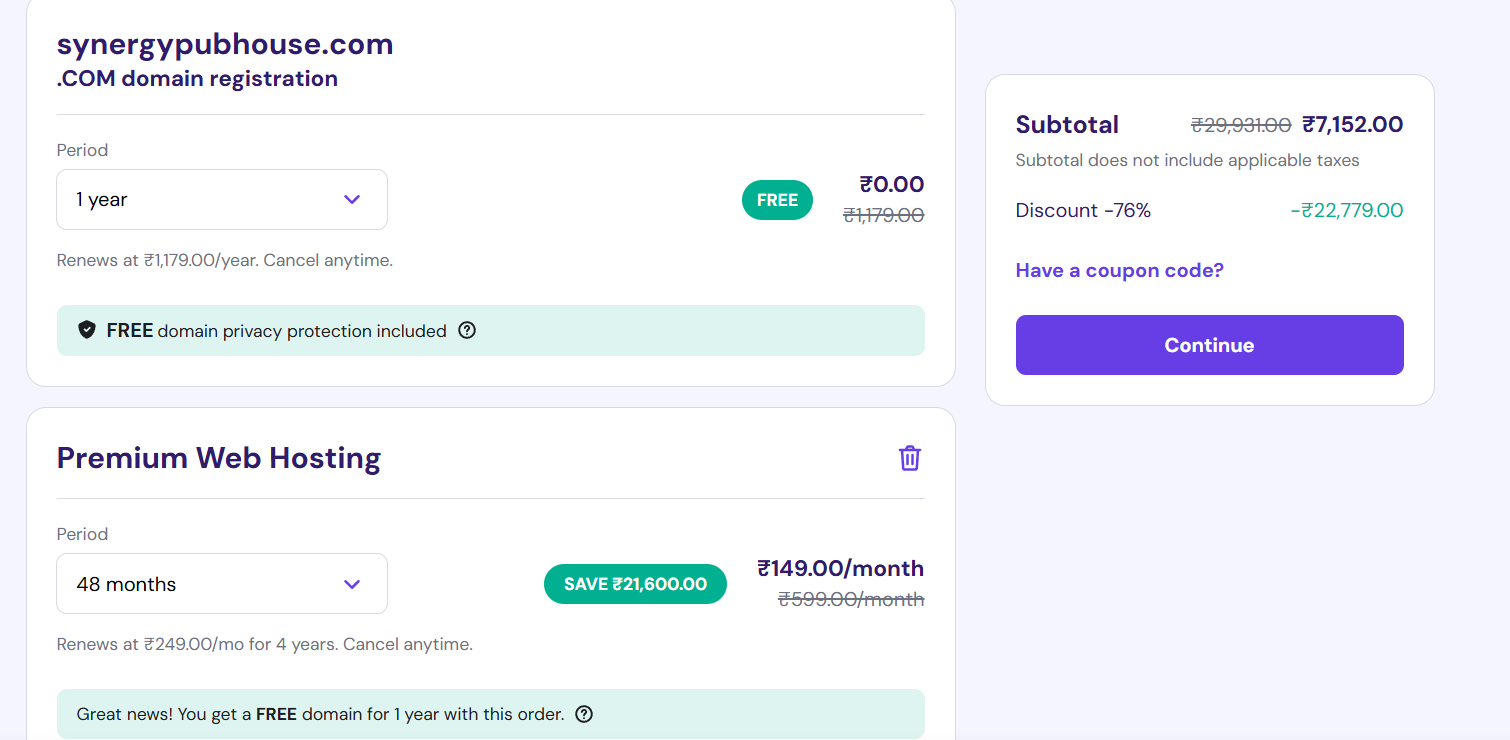 synergypubhouse.com
.COM domain registration
Period
1 year
FREE
₹0.00
₹1,179.00
Renews at ₹1,179.00/year. Cancel anytime.
FREE domain privacy protection included
Premium Web Hosting
Period
48 months
SAVE ₹21,600.00
₹149.00/month
₹599.00/month
Renews at ₹249.00/mo for 4 years. Cancel anytime.
Great news! You get a FREE domain for 1 year with this order.
Subtotal ₹29,931.00 ₹7,152.00
Subtotal does not include applicable taxes
Discount -76% -₹22,779.00
Have a coupon code?
Continue